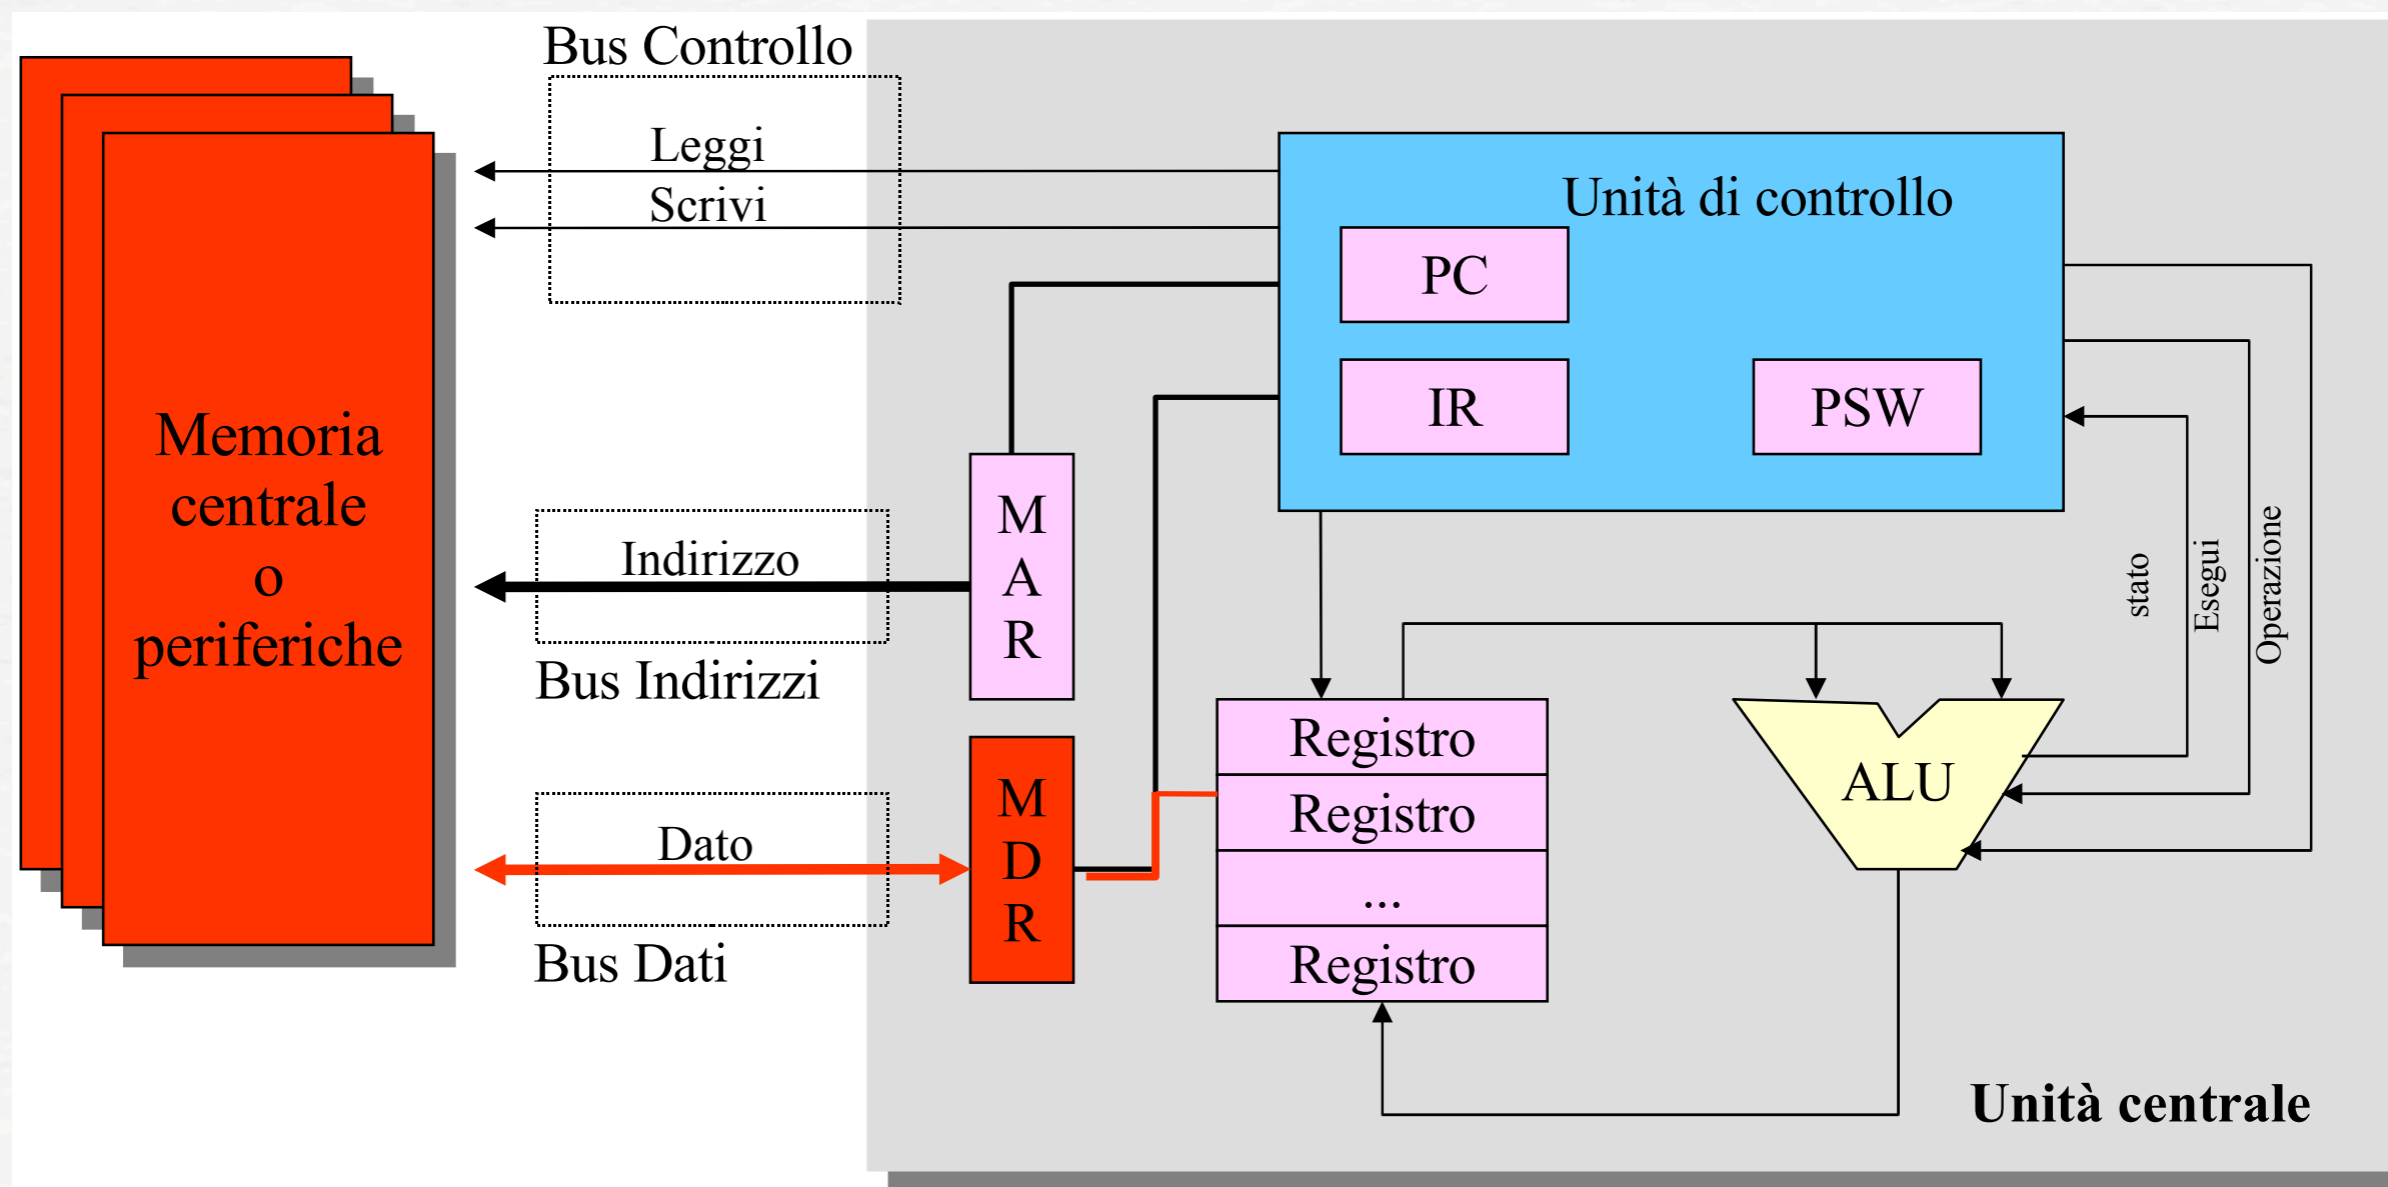 Bus Controllo
Leggi
Scrivi
Unità di controllo
PC
IR
PSW
Memoria
centrale
o
periferiche
Indirizzo
Bus Indirizzi
M
A
R
stato
Esegui
Operazione
Dato
Bus Dati
M
D
R
Registro
Registro
...
Registro
ALU
Unità centrale